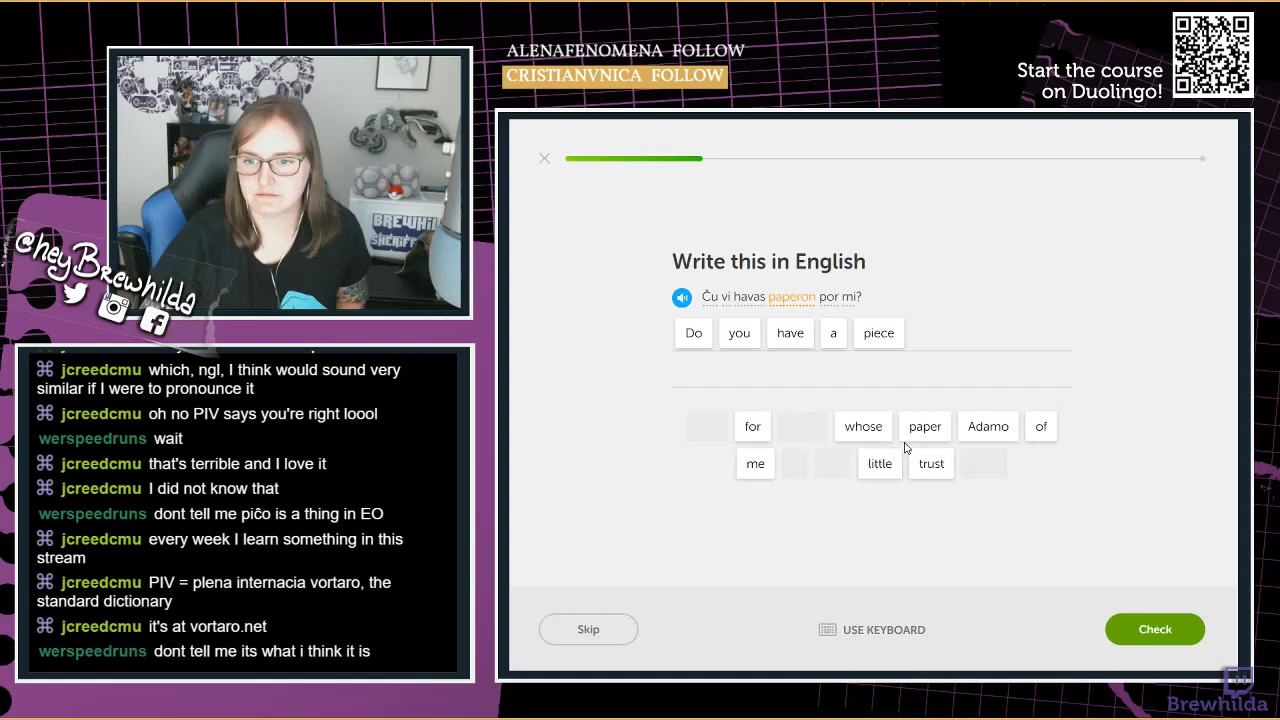 ALENAFENOMENA FOLLOW
CRISTIANVNICA FOLLOW
Start the course
on Duolingo!
@heyBrewhilda
BREWHIL
SHERIFF
jcreedcmu which, ngl, I think would sound very
similar if I were to pronounce it
jcreedcmu oh no PIV says you're right loool
werspeedruns wait
jcreedcmu that's terrible and I love it
jcreedcmu I did not know that
werspeedruns dont tell me piĉo is a thing in EO
jcreedcmu every week I learn something in this
stream
jcreedcmu PIV = plena internacia vortaro, the
standard dictionary
jcreedcmu it's at vortaro.net
werspeedruns dont tell me its what i think it is
Write this in English
Ĉu vi havas paperon por mi?
Do you have a piece
for whose paper Adamo of
me little trust
Skip
USE KEYBOARD
Check
Brewhilda